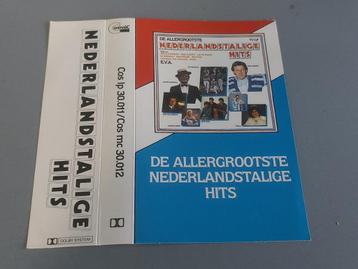 NEDERLANDSTALIGE
HITS
DOLBY SYSTEM
Cos lp 30.011/Cos mc 30.012
DE ALLERGROOTSTE
NEDERLANDSTALIGE
HITS
E.V.A.
DE ALLERGROOTSTE
NEDERLANDSTALIGE
HITS